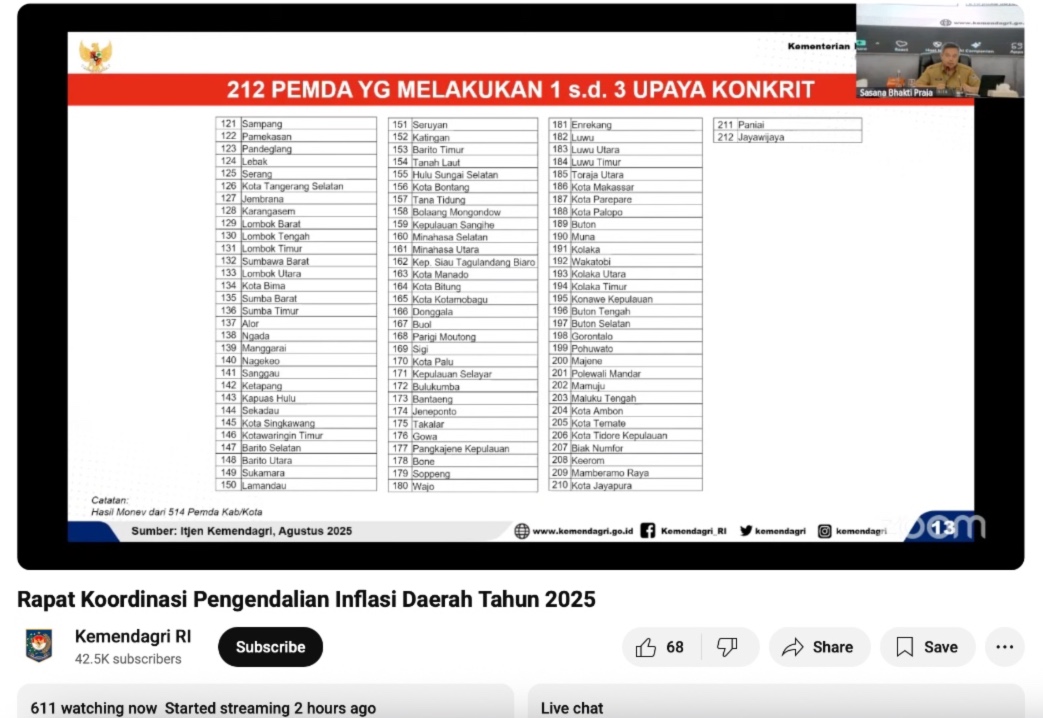 Kementerian
www.kemendagri.go
Sasana Bhakti Praja
212 PEMDA YG MELAKUKAN 1 s.d. 3 UPAYA KONKRIT
121 Sampang
122 Pamekasan
123 Pandeglang
124 Lebak
125 Serang
126 Kota Tangerang Selatan
127 Jembrana
128 Karangasem
129 Lombok Barat
130 Lombok Tengah
131 Lombok Timur
132 Sumbawa Barat
133 Lombok Utara
134 Kota Bima
135 Sumba Barat
136 Sumba Timur
137 Alor
138 Ngada
139 Manggarai
140 Nagekeo
141 Sanggau
142 Ketapang
143 Kapuas Hulu
144 Sekadau
145 Kota Singkawang
146 Kotawaringin Timur
147 Barito Selatan
148 Barito Utara
149 Sukamara
150 Lamandau
151 Seruyan
152 Katingan
153 Barito Timur
154 Tanah Laut
155 Hulu Sungai Selatan
156 Kota Bontang
157 Tana Tidung
158 Bolaang Mongondow
159 Kepulauan Sangihe
160 Minahasa Selatan
161 Minahasa Utara
162 Kep. Siau Tagulandang Biaro
163 Kota Manado
164 Kota Bitung
165 Kota Kotamobagu
166 Donggala
167 Buol
168 Parigi Moutong
169 Sigi
170 Kota Palu
171 Kepulauan Selayar
172 Bulukumba
173 Bantaeng
174 Jeneponto
175 Takalar
176 Gowa
177 Pangkajene Kepulauan
178 Bone
179 Soppeng
180 Wajo
181 Enrekang
182 Luwu
183 Luwu Utara
184 Luwu Timur
185 Toraja Utara
186 Kota Makassar
187 Kota Parepare
188 Kota Palopo
189 Buton
190 Muna
191 Kolaka
192 Wakatobi
193 Kolaka Utara
194 Kolaka Timur
195 Konawe Kepulauan
196 Buton Tengah
197 Buton Selatan
198 Gorontalo
199 Pohuwato
200 Majene
201 Polewali Mandar
202 Mamuju
203 Maluku Tengah
204 Kota Ambon
205 Kota Ternate
206 Kota Tidore Kepulauan
207 Biak Numfor
208 Keerom
209 Mamberamo Raya
210 Kota Jayapura
211 Paniai
212 Jayawijaya
Catatan:
Hasil Monev dari 514 Pemda Kab/Kota
Sumber: Itjen Kemendagri, Agustus 2025
www.kemendagri.go.id Kemendagri_RI kemendagri kemendagri
13
zoom
Rapat Koordinasi Pengendalian Inflasi Daerah Tahun 2025
Kemendagri RI
42.5K subscribers
Subscribe
68
Share
Save
611 watching now Started streaming 2 hours ago
Live chat